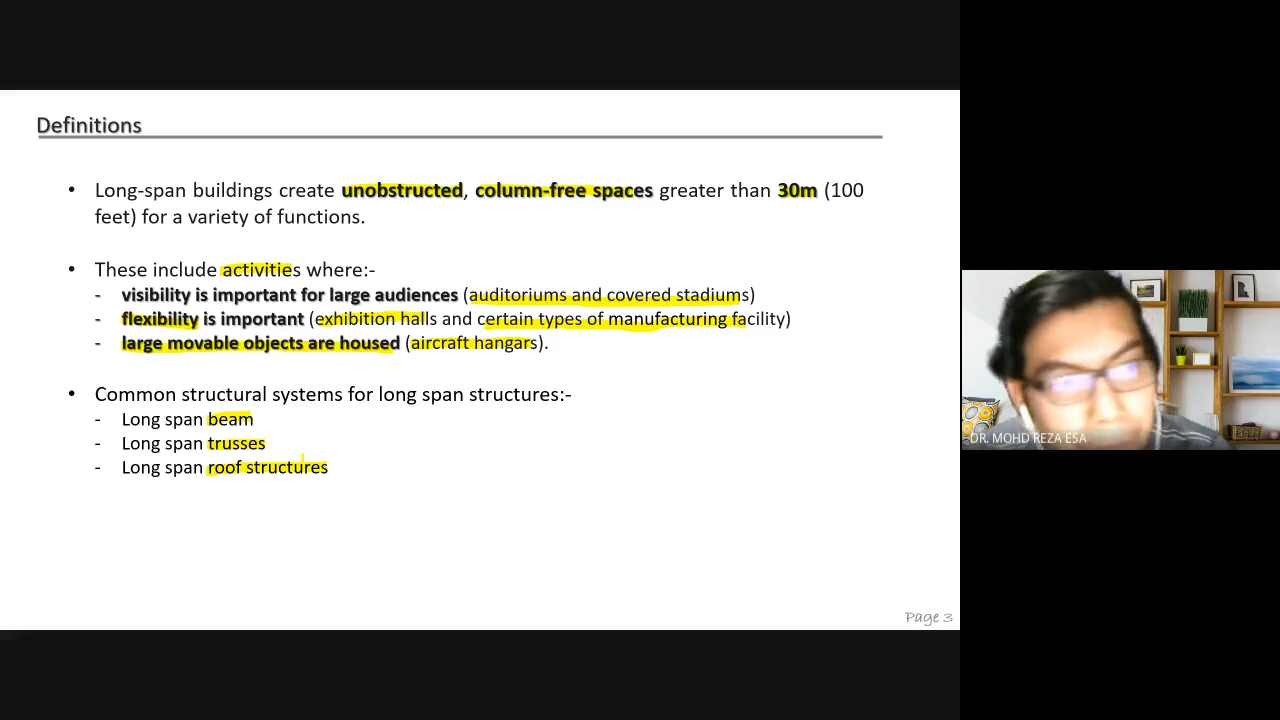 Definitions
• Long-span buildings create unobstructed, column-free spaces greater than 30m (100
feet) for a variety of functions.
• These include activities where:-
- visibility is important for large audiences (auditoriums and covered stadiums)
- flexibility is important (exhibition halls and certain types of manufacturing facility)
- large movable objects are housed (aircraft hangars).
• Common structural systems for long span structures:-
- Long span beam
- Long span trusses
- Long span roof structures
Page 3
DR. MOHD REZA ESA